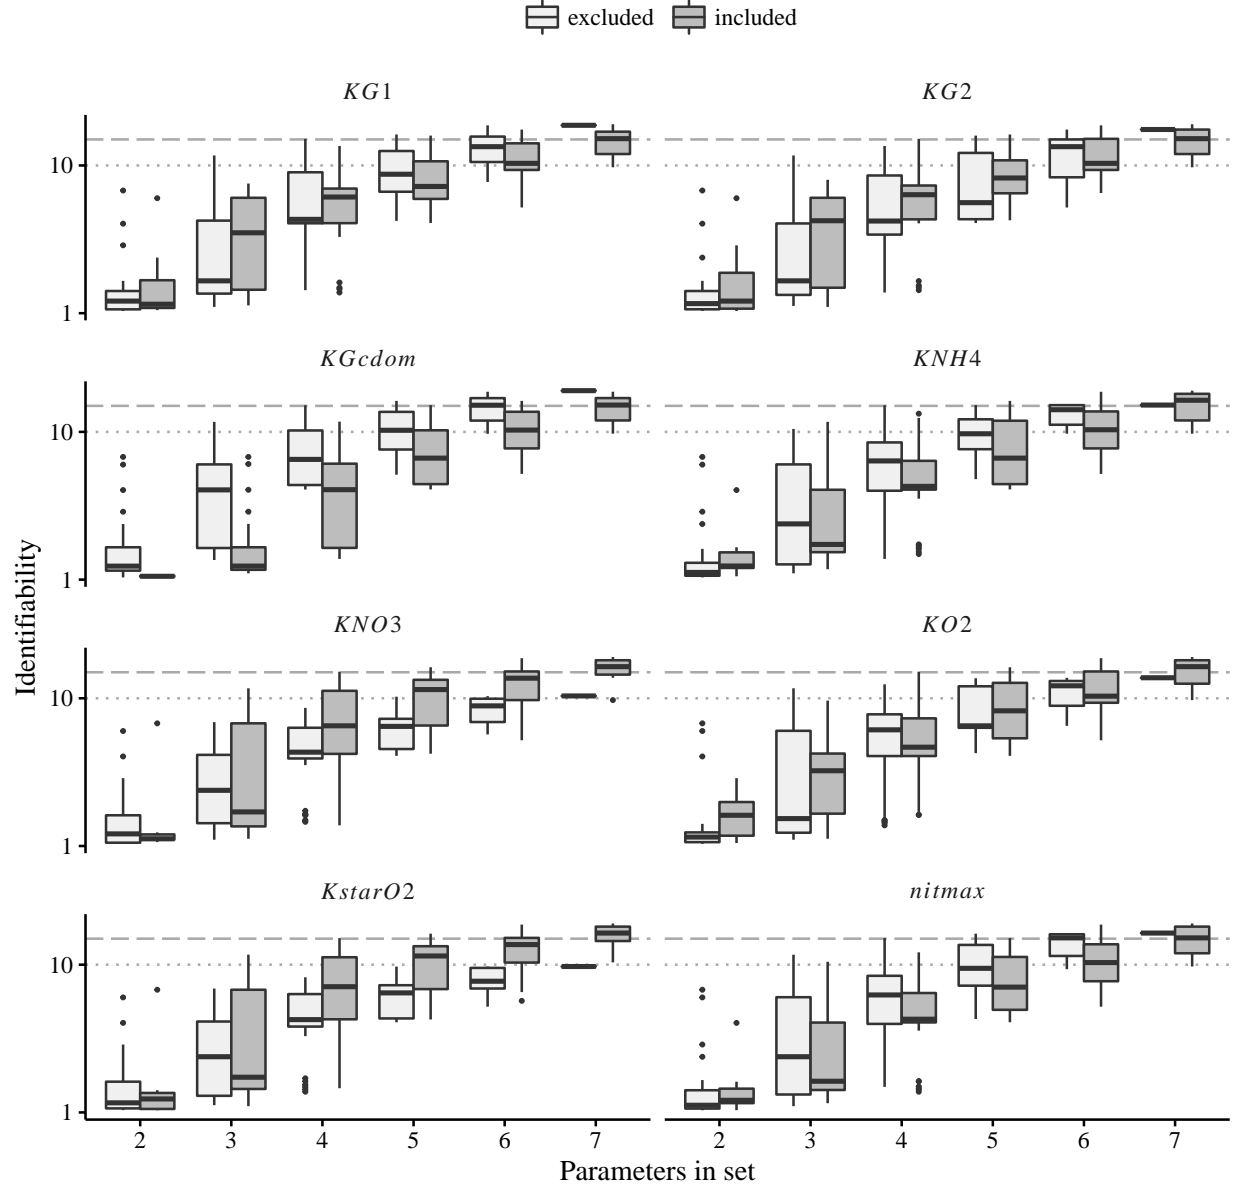 excluded included
KG1 KG2
10
1
KGcdom KNH4
10
1
KNO3 KO2
10
1
KstarO2 nitmax
10
1
2 3 4 5 6 7 2 3 4 5 6 7
Identifiability
Parameters in set